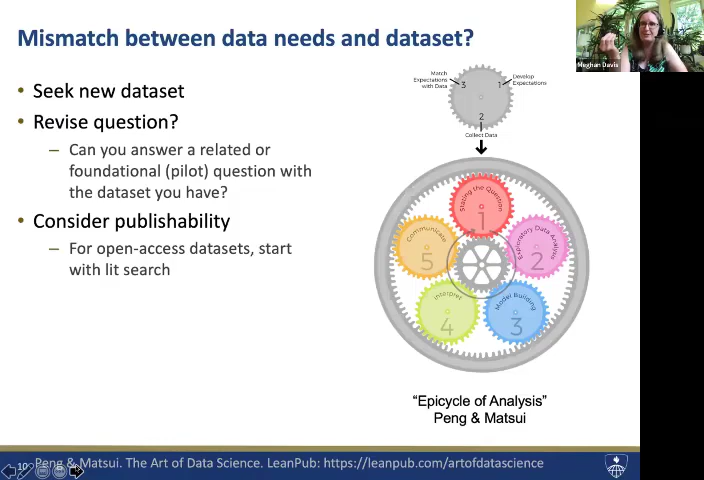 Mismatch between data needs and dataset?
Meghan Davis
• Seek new dataset
• Revise question?
– Can you answer a related or
foundational (pilot) question with
the dataset you have?
• Consider publishability
– For open-access datasets, start
with lit search
Match
Expectations
with Data
3
1
Develop
Expectations
2
Collect Data
Stating the Question
1
Exploratory Data Analysis
2
Model Building
3
Interpret
4
Communicate
5
“Epicycle of Analysis”
Peng & Matsui
10
Peng & Matsui. The Art of Data Science. LeanPub: https://leanpub.com/artofdatascience